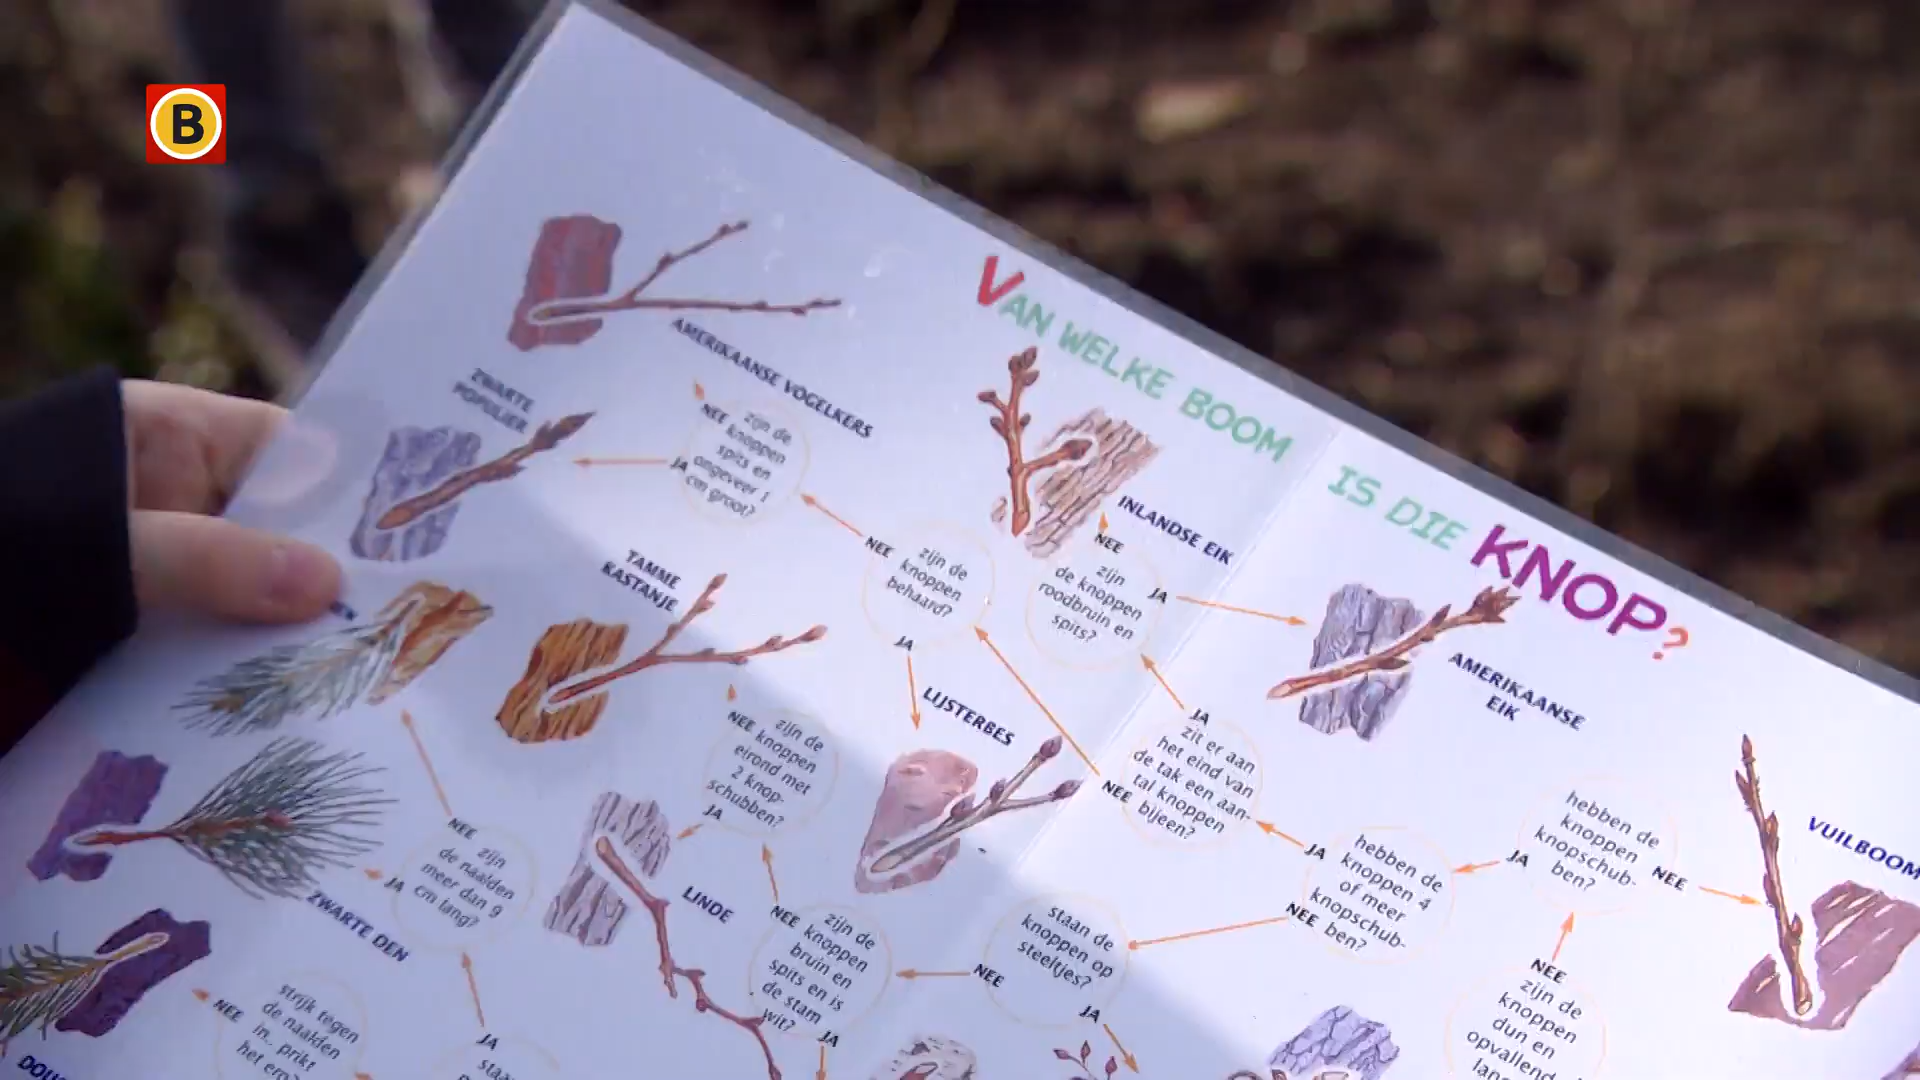 B
VAN WELKE BOOM IS DIE KNOP?
AMERIKAANSE VOGELKERS
ZWARTE
POPULIER
NEE
zijn de
knoppen
spits en
ongeveer 1
cm groot?
JA
INLANDSE EIK
NEE
zijn
de knoppen
roodbruin en
spits?
JA
NEE
zijn de
knoppen
behaard?
JA
TAMME
KASTANJE
AMERIKAANSE
EIK
LIJSTERBES
JA
zit er aan
het eind van
de tak een aan-
tal knoppen
bijeen?
NEE
NEE
zijn de
knoppen
eirond met
2 knop-
schubben?
JA
hebben de
knoppen
knopschub-
ben?
JA
NEE
VUILBOOM
JA
hebben de
knoppen 4
of meer
knopschub-
ben?
NEE
NEE zijn
de naalden
meer dan 9
cm lang?
JA
ZWARTE DEN
LINDE
NEE
zijn de
knoppen
bruin en
spits en is
de stam
wit?
JA
staan de
knoppen op
steeltjes?
NEE
JA
NEE
zijn de
knoppen
dun en
opvallend
NEE
strijk tegen
de naalden
in.. prikt
het erg?
JA